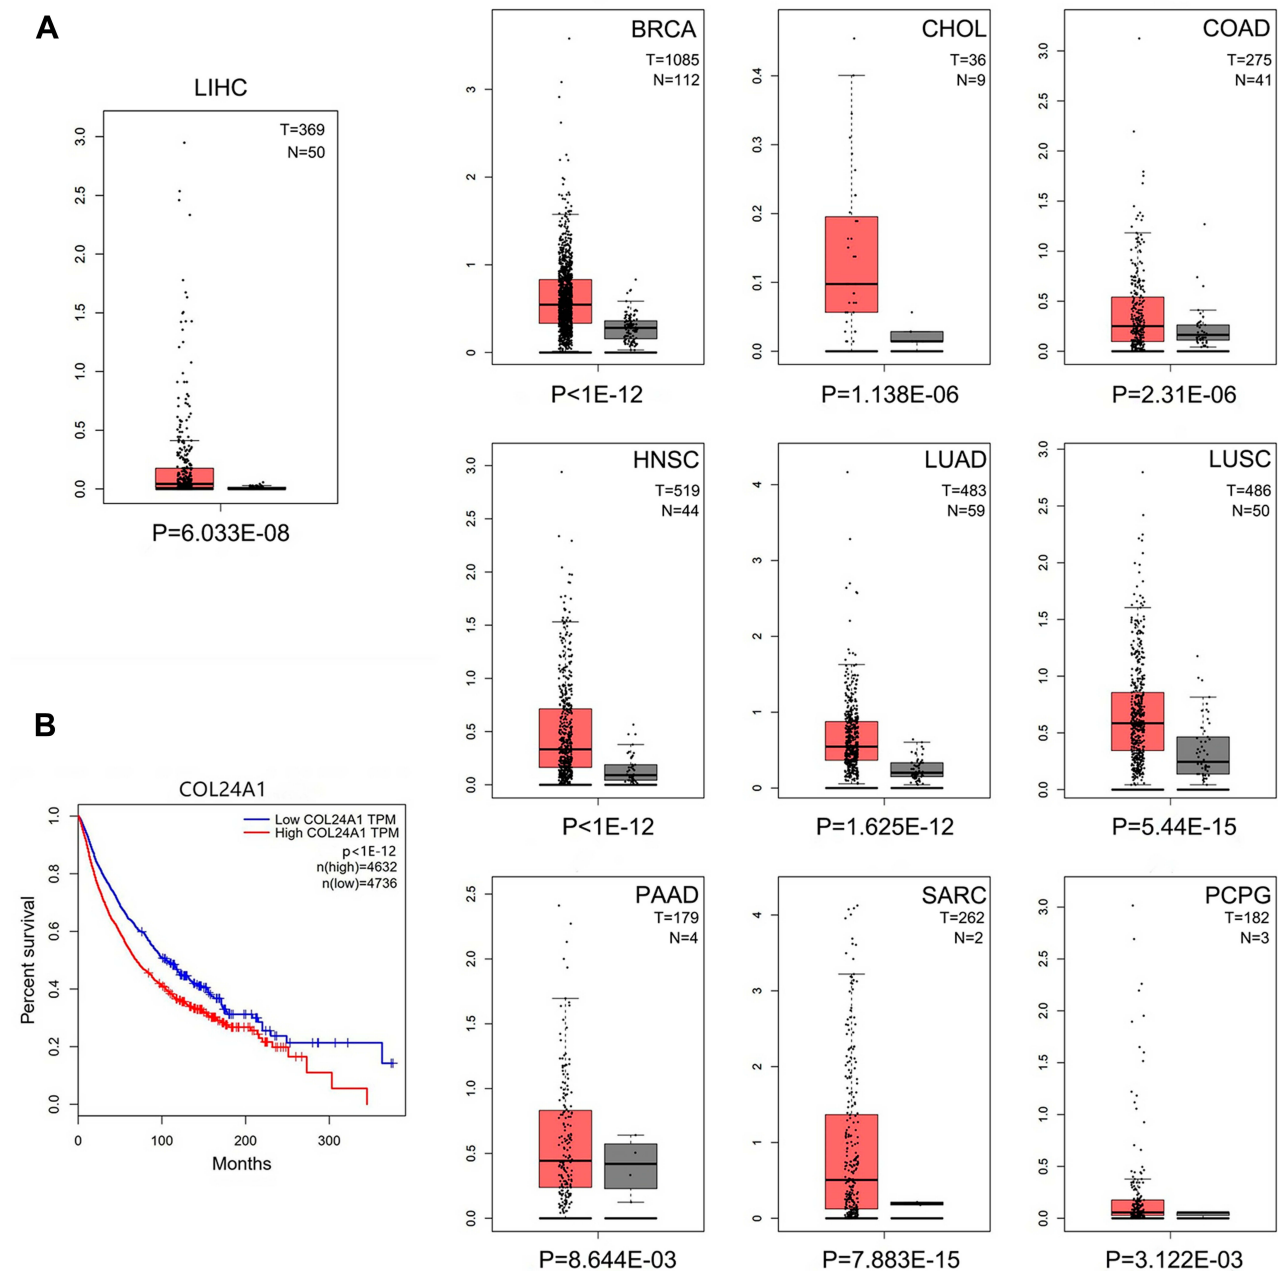 A
LIHC
T=369
N=50
3.0
2.5
2.0
1.5
1.0
0.5
0.0
P=6.033E-08
BRCA
T=1085
N=112
3
2
1
0
P<1E-12
CHOL
T=36
N=9
0.4
0.3
0.2
0.1
0.0
P=1.138E-06
COAD
T=275
N=41
3.0
2.5
2.0
1.5
1.0
0.5
0.0
P=2.31E-06
HNSC
T=519
N=44
3.0
2.5
2.0
1.5
1.0
0.5
0.0
P<1E-12
LUAD
T=483
N=59
4
3
2
1
0
P=1.625E-12
LUSC
T=486
N=50
3.0
2.5
2.0
1.5
1.0
0.5
0.0
P=5.44E-15
PAAD
T=179
N=4
2.5
2.0
1.5
1.0
0.5
0.0
P=8.644E-03
SARC
T=262
N=2
4
3
2
1
0
P=7.883E-15
PCPG
T=182
N=3
3.0
2.5
2.0
1.5
1.0
0.5
0.0
P=3.122E-03
B
COL24A1
Low COL24A1 TPM
High COL24A1 TPM
p<1E-12
n(high)=4632
n(low)=4736
Percent survival
1.0
0.8
0.6
0.4
0.2
0.0
0 100 200 300
Months